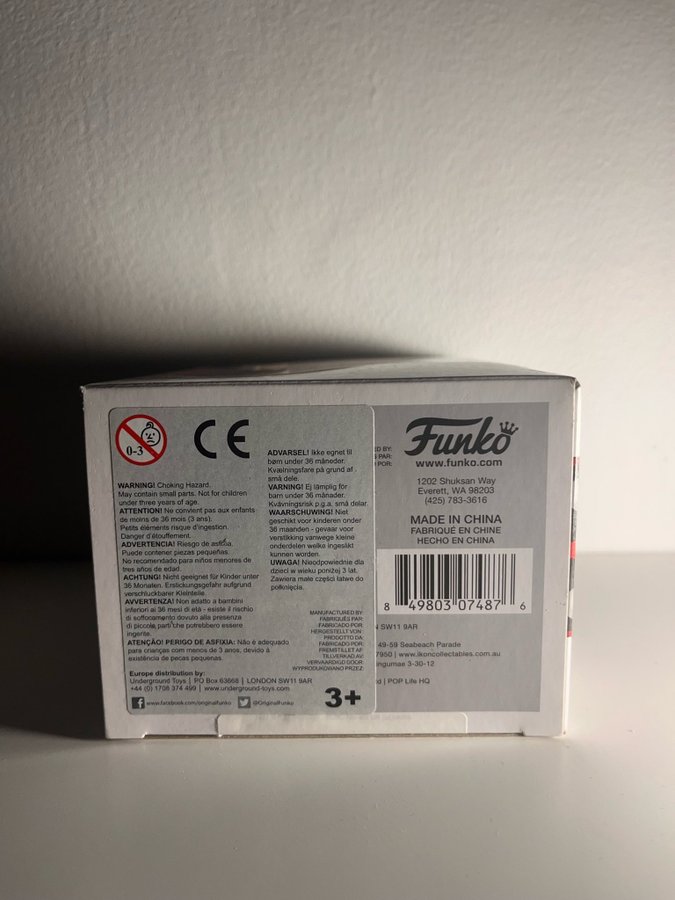 0-3
CE
WARNING! Choking Hazard.
May contain small parts. Not for children
under three years of age.
ATTENTION! Ne convient pas aux enfants
de moins de 36 mois (3 ans).
Petits éléments risque d'ingestion.
Danger d'étouffement.
ADVERTENCIA! Riesgo de asfixia.
Puede contener piezas pequeñas.
No recomendado para niños menores de
tres años de edad.
ACHTUNG! Nicht geeignet für Kinder unter
36 Monaten. Erstickungsgefahr aufgrund
verschluckbarer Kleinteile.
AVVERTENZA! Non adatto a bambini
inferiori ai 36 mesi di età - esiste il rischio
di soffocamento dovuto alla presenza
di piccole parti che potrebbero essere
ingerite.
ATENÇÃO! PERIGO DE ASFIXIA: Não é adequado
para crianças com menos de 3 anos, devido à
existência de peças pequenas.
ADVARSEL! Ikke egnet til
børn under 36 måneder.
Kvælningsfare på grund af
små dele.
VARNING! Ej lämplig för
barn under 36 månader.
Kvävningsrisk p.g.a. små delar.
WAARSCHUWING! Niet
geschikt voor kinderen onder
36 maanden - gevaar voor
verstikking vanwege kleine
onderdelen welke ingeslikt
kunnen worden.
UWAGA! Nieodpowiednie dla
dzieci w wieku poniżej 3 lat.
Zawiera małe części łatwo do
połknięcia.
MANUFACTURED BY:
FABRIQUÉS PAR:
FABRICADO POR:
HERGESTELLT VON:
PRODOTTO DA:
FABRICADO POR:
FREMSTILLET AF:
TILLVERKAD AV:
VERVAARDIGD DOOR:
WYPRODUKOWANO PRZEZ:
Europe distribution by:
Underground Toys | PO Box 63668 | LONDON SW11 9AR
+44 (0) 1708 374 499 | www.underground-toys.com
www.facebook.com/originalfunko @OriginalFunko
3+
D BY:
PAR:
POR:
Funko
www.funko.com
1202 Shuksan Way
Everett, WA 98203
(425) 783-3616
MADE IN CHINA
FABRIQUÉ EN CHINE
HECHO EN CHINA
8 49803 07487 6
N SW11 9AR
49-59 Seabeach Parade
7950 | www.ikoncollectables.com.au
ingumae 3-30-12
d | POP Life HQ